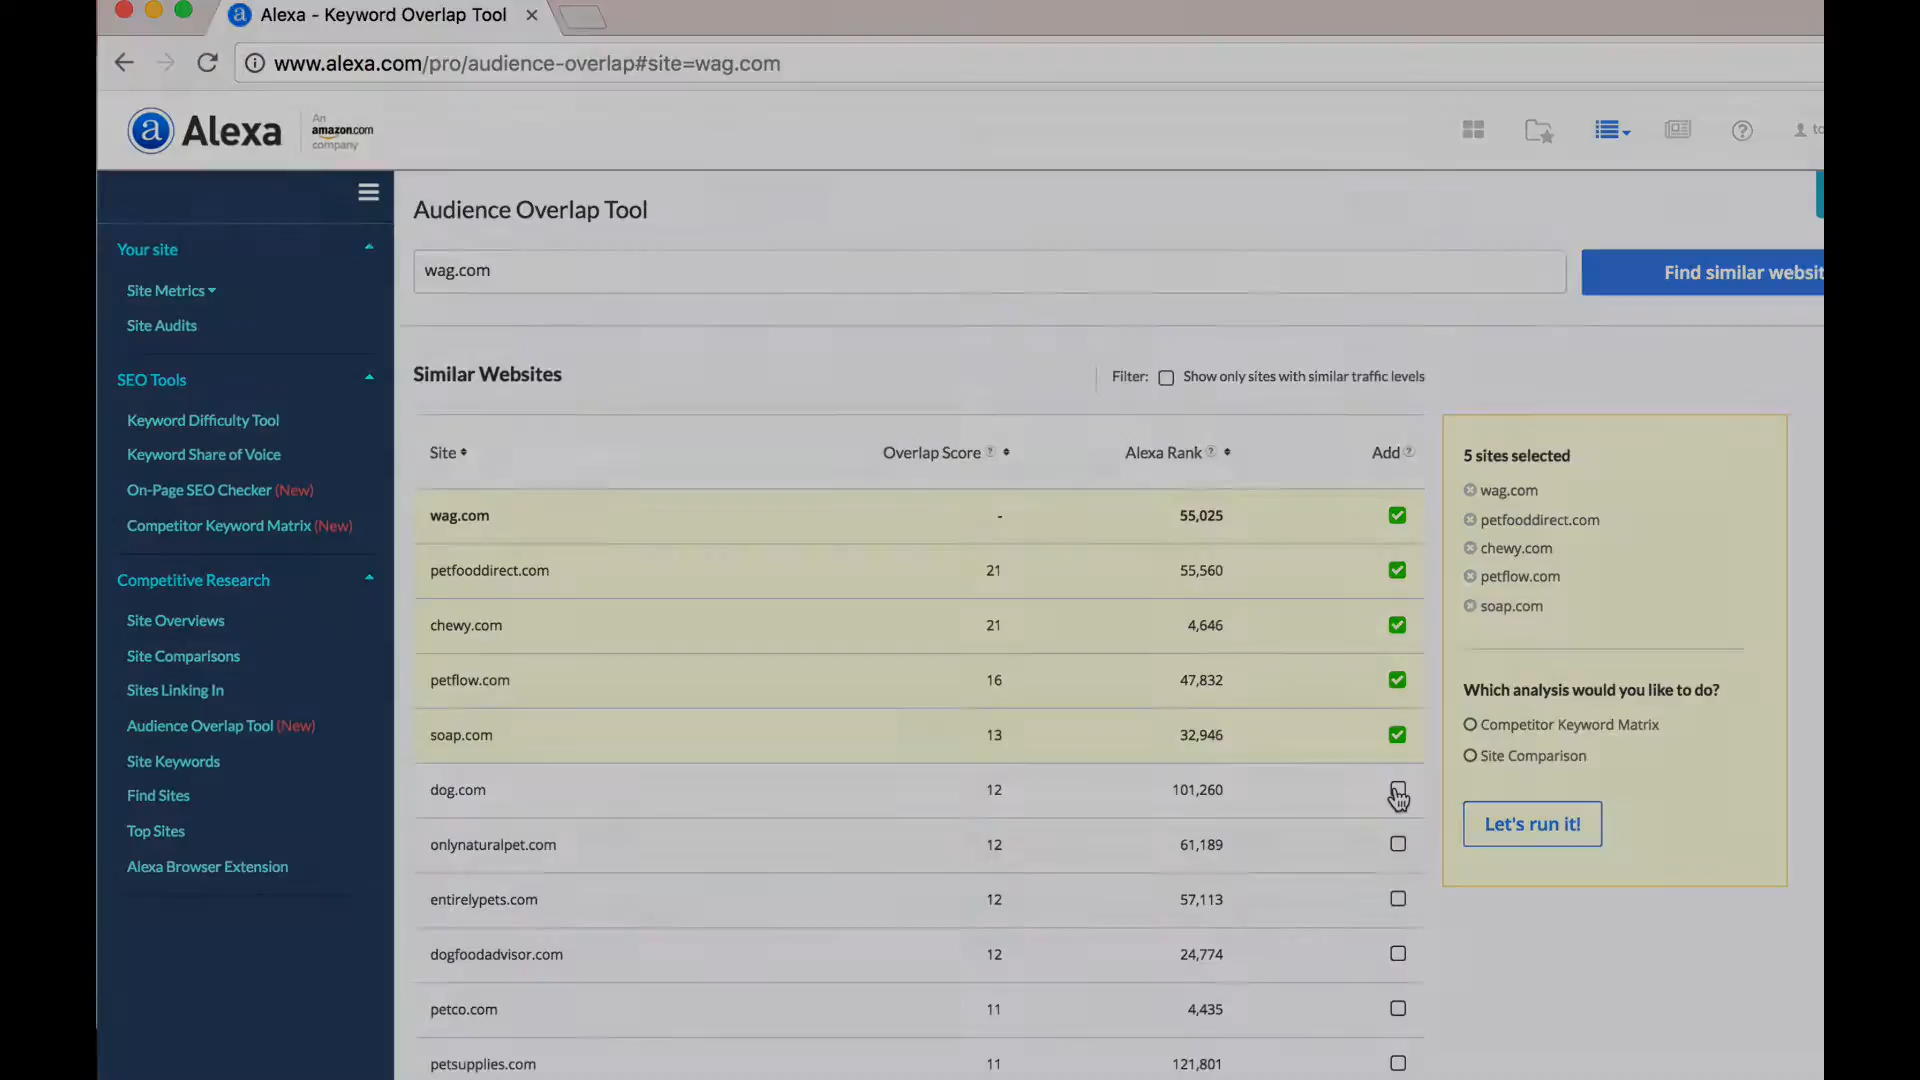 Alexa - Keyword Overlap Tool
www.alexa.com/pro/audience-overlap#site=wag.com
Alexa
An
amazon.com
company
Your site
Site Metrics
Site Audits
SEO Tools
Keyword Difficulty Tool
Keyword Share of Voice
On-Page SEO Checker (New)
Competitor Keyword Matrix (New)
Competitive Research
Site Overviews
Site Comparisons
Sites Linking In
Audience Overlap Tool (New)
Site Keywords
Find Sites
Top Sites
Alexa Browser Extension
Audience Overlap Tool
wag.com
Find similar websit
Similar Websites
Filter: Show only sites with similar traffic levels
Site Overlap Score ? Alexa Rank ? Add ?
wag.com - 55,025
petfooddirect.com 21 55,560
chewy.com 21 4,646
petflow.com 16 47,832
soap.com 13 32,946
dog.com 12 101,260
onlynaturalpet.com 12 61,189
entirelypets.com 12 57,113
dogfoodadvisor.com 12 24,774
petco.com 11 4,435
petsupplies.com 11 121,801
5 sites selected
wag.com
petfooddirect.com
chewy.com
petflow.com
soap.com
Which analysis would you like to do?
Competitor Keyword Matrix
Site Comparison
Let's run it!